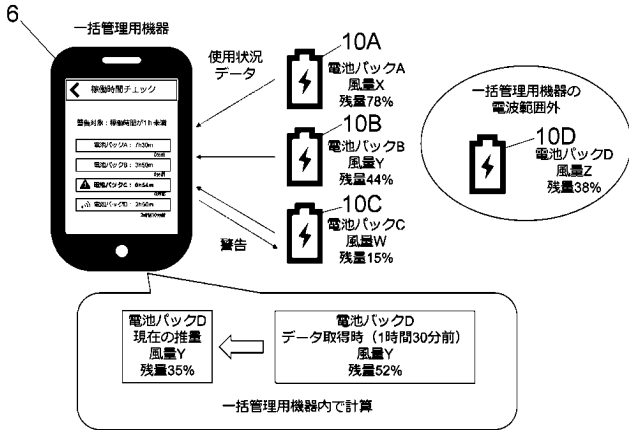 6
一括管理用機器
稼働時間チェック
警告対象：稼働時間が1h未満
電池パックA： 7h30m
0分前
電池パックB： 3h50m
電池パックC： 0h54m
電池パックD：
使用状況
データ
警告
10A
電池パックA
風量X
残量78%
10B
電池パックB
風量Y
残量44%
10C
電池パックC
風量W
残量15%
一括管理用機器の
電波範囲外
10D
電池パックD
風量Z
残量38%
電池パックD
現在の推量
風量Y
残量35%
電池パックD
データ取得時（1時間30分前）
風量Y
残量52%
一括管理用機器内で計算